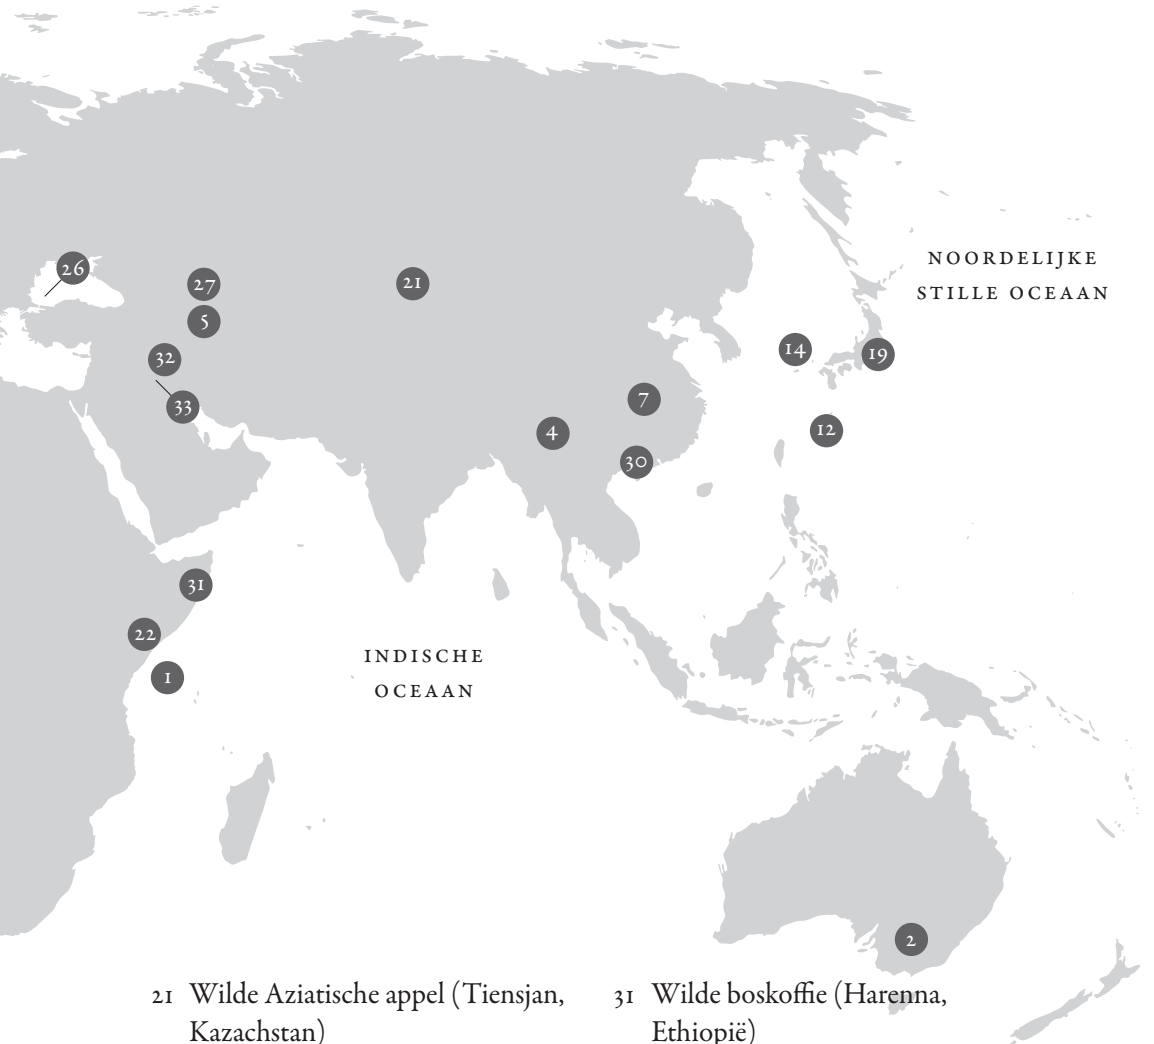 26
27
21
5
NOORDELIJKE
STILLE OCEAAN
32
14
19
33
7
4
12
30
31
22
1
INDISCHE
OCEAAN
2
21 Wilde Aziatische appel (Tiensjan,
Kazachstan)
31 Wilde boskoffie (Harenna,
Ethiopië)